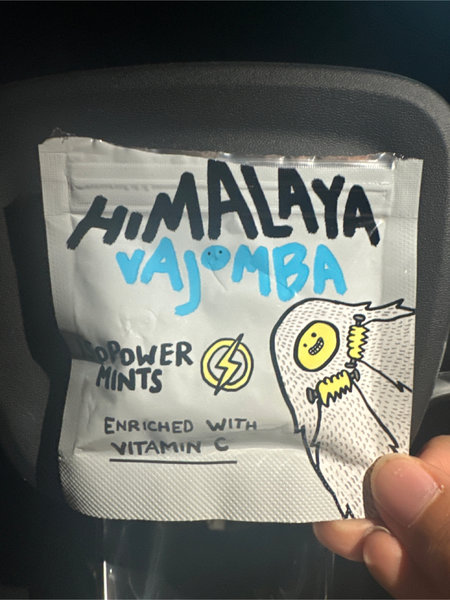 HiMALAYA
VAJOMBA
POWER
MINTS
ENRICHED WITH
VITAMIN C